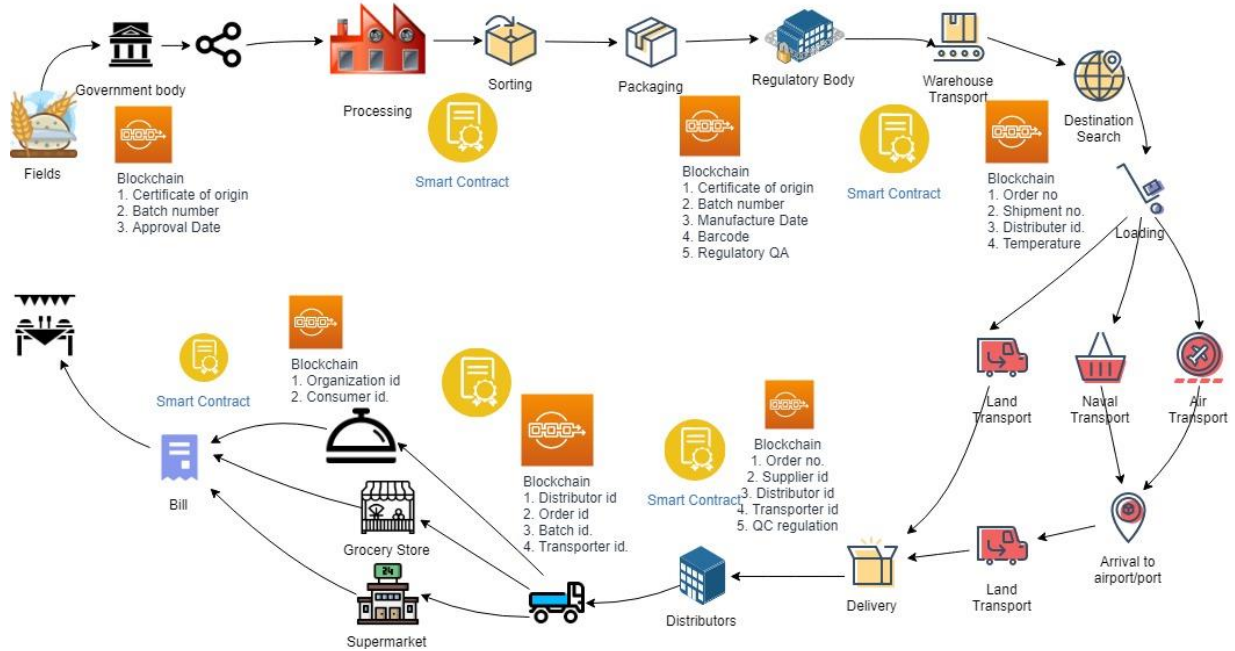 Fields
Government body
Blockchain
1. Certificate of origin
2. Batch number
3. Approval Date
Processing
Smart Contract
Sorting
Packaging
Blockchain
1. Certificate of origin
2. Batch number
3. Manufacture Date
4. Barcode
5. Regulatory QA
Regulatory Body
Smart Contract
Warehouse
Transport
Blockchain
1. Order no
2. Shipment no.
3. Distributer id.
4. Temperature
Destination
Search
Loading
Land
Transport
Naval
Transport
Air
Transport
Arrival to
airport/port
Land
Transport
Delivery
Blockchain
1. Order no.
2. Supplier id
3. Distributor id
4. Transporter id
5. QC regulation
Smart Contract
Distributors
Blockchain
1. Distributor id
2. Order id
3. Batch id.
4. Transporter id.
Blockchain
1. Organization id
2. Consumer id.
Smart Contract
Grocery Store
24
Supermarket
Bill